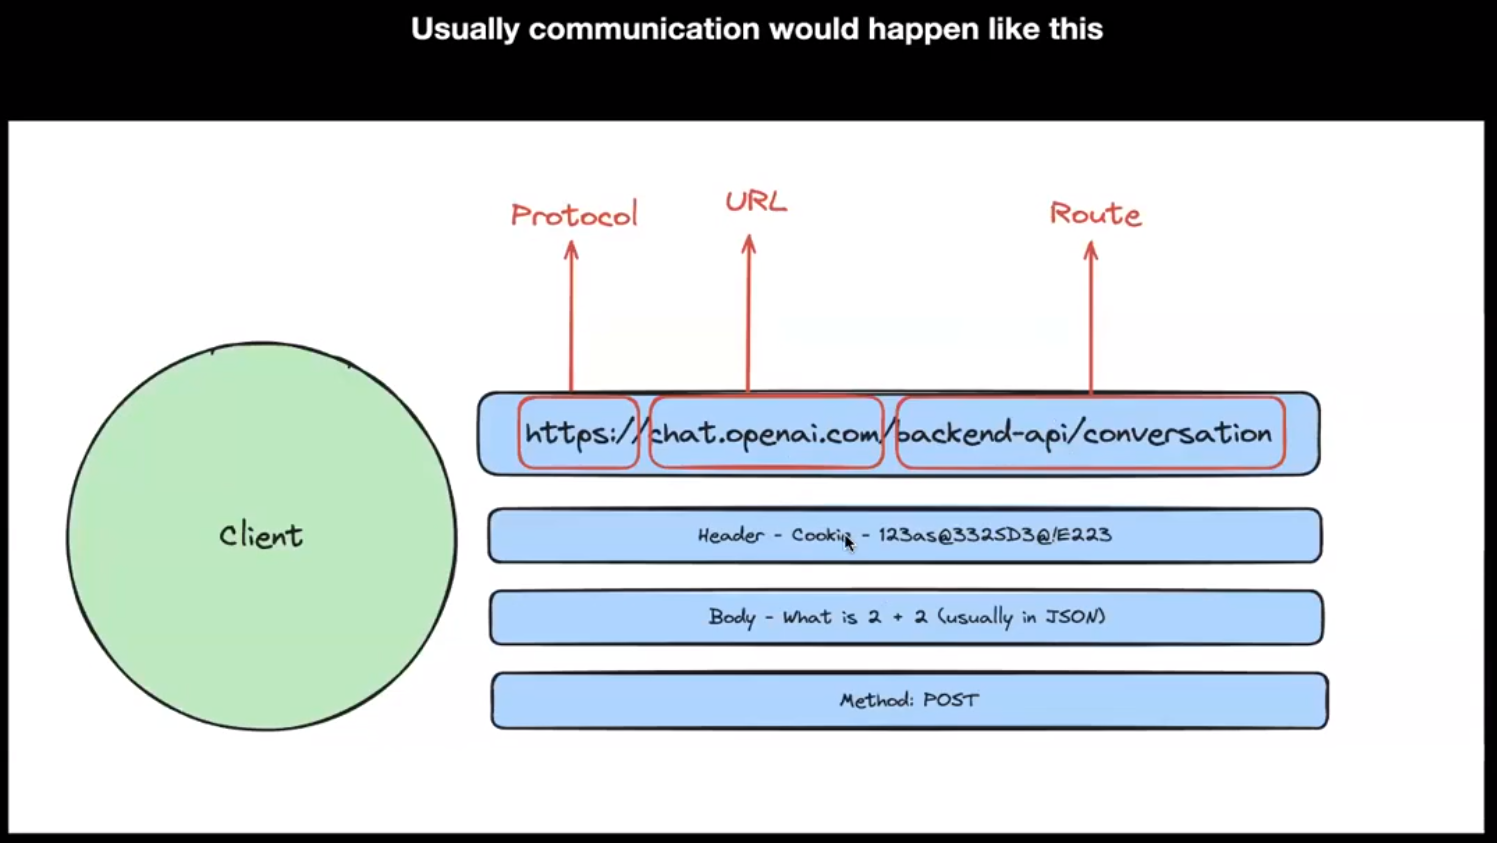 Usually communication would happen like this
Protocol
URL
Route
https://chat.openai.com/backend-api/conversation
Client
Header - Cookie - 123as@332SD3@!E223
Body - What is 2 + 2 (usually in JSON)
Method: POST